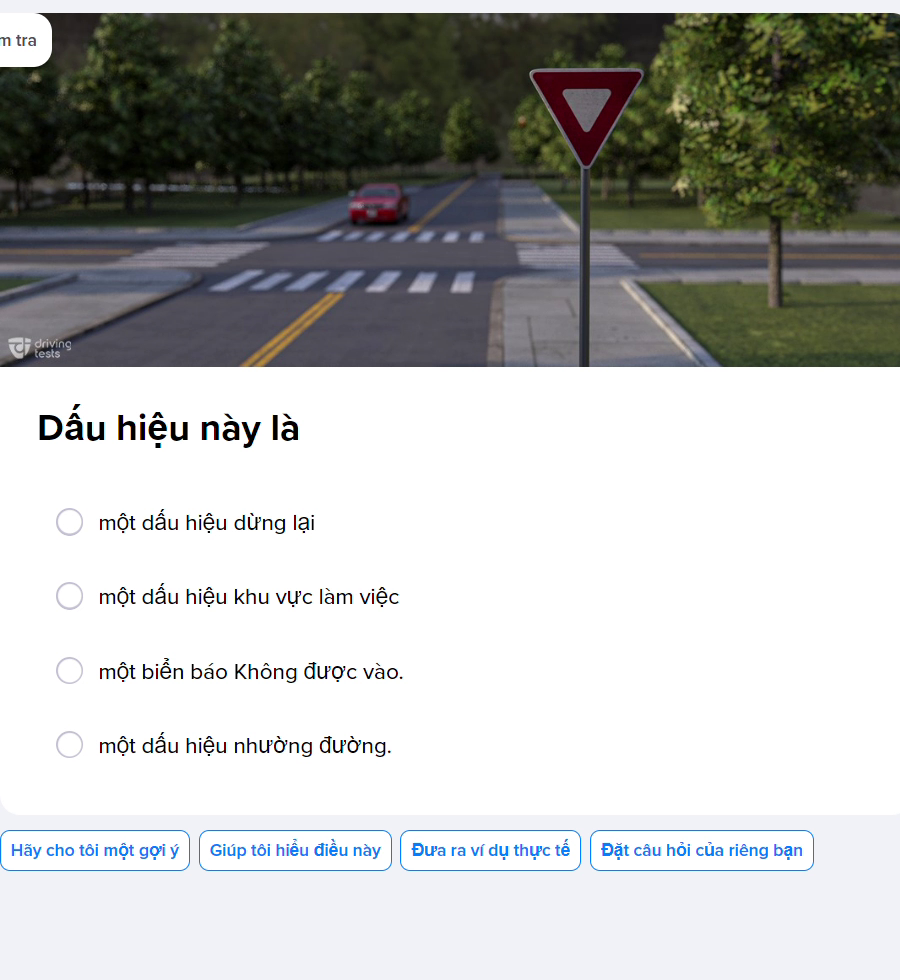 m tra
driving
tests
Dấu hiệu này là
một dấu hiệu dừng lại
một dấu hiệu khu vực làm việc
một biển báo Không được vào.
một dấu hiệu nhường đường.
Hãy cho tôi một gợi ý
Giúp tôi hiểu điều này
Đưa ra ví dụ thực tế
Đặt câu hỏi của riêng bạn